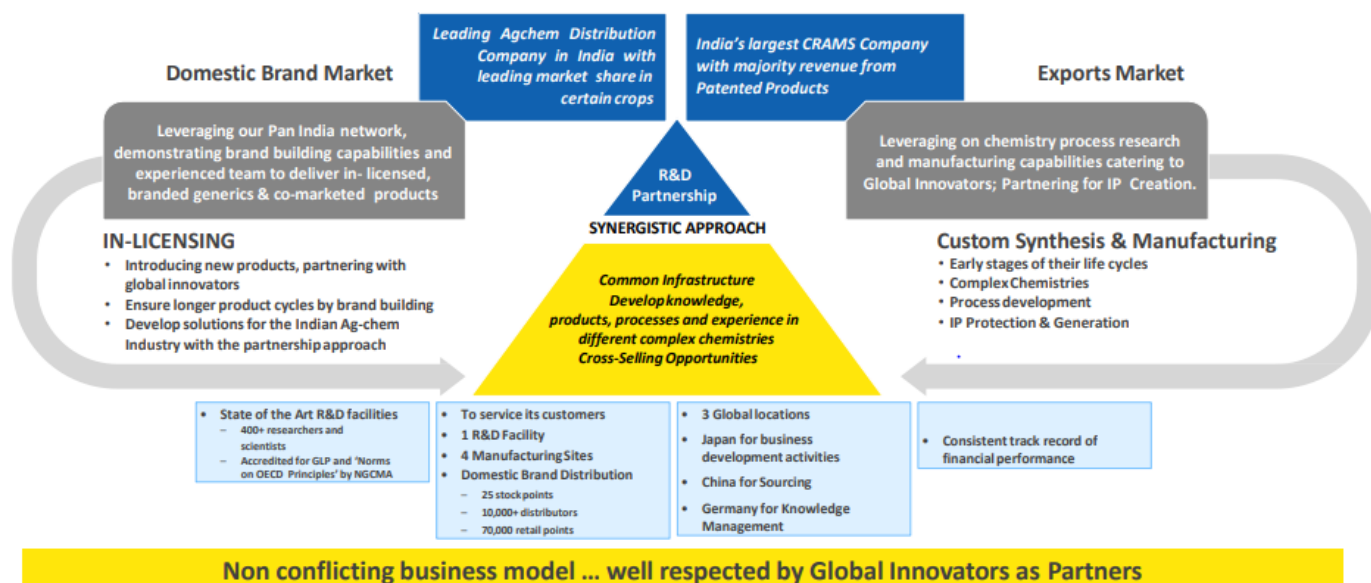 Domestic Brand Market
Leading Agchem Distribution
Company in India with
leading market share in
certain crops
India's largest CRAMS Company
with majority revenue from
Patented Products
Exports Market
Leveraging our Pan India network,
demonstrating brand building capabilities and
experienced team to deliver in- licensed,
branded generics & co-marketed products
R&D
Partnership
Leveraging on chemistry process research
and manufacturing capabilities catering to
Global Innovators; Partnering for IP Creation.
SYNERGISTIC APPROACH
IN-LICENSING
• Introducing new products, partnering with
global innovators
• Ensure longer product cycles by brand building
• Develop solutions for the Indian Ag-chem
Industry with the partnership approach
Common Infrastructure
Develop knowledge,
products, processes and experience in
different complex chemistries
Cross-Selling Opportunities
Custom Synthesis & Manufacturing
• Early stages of their life cycles
• Complex Chemistries
• Process development
• IP Protection & Generation
• State of the Art R&D facilities
– 400+ researchers and
scientists
– Accredited for GLP and 'Norms
on OECD Principles' by NGCMA
• To service its customers
• 1 R&D Facility
• 4 Manufacturing Sites
• Domestic Brand Distribution
– 25 stock points
– 10,000+ distributors
– 70,000 retail points
• 3 Global locations
• Japan for business
development activities
• China for Sourcing
• Germany for Knowledge
Management
• Consistent track record of
financial performance
Non conflicting business model ... well respected by Global Innovators as Partners